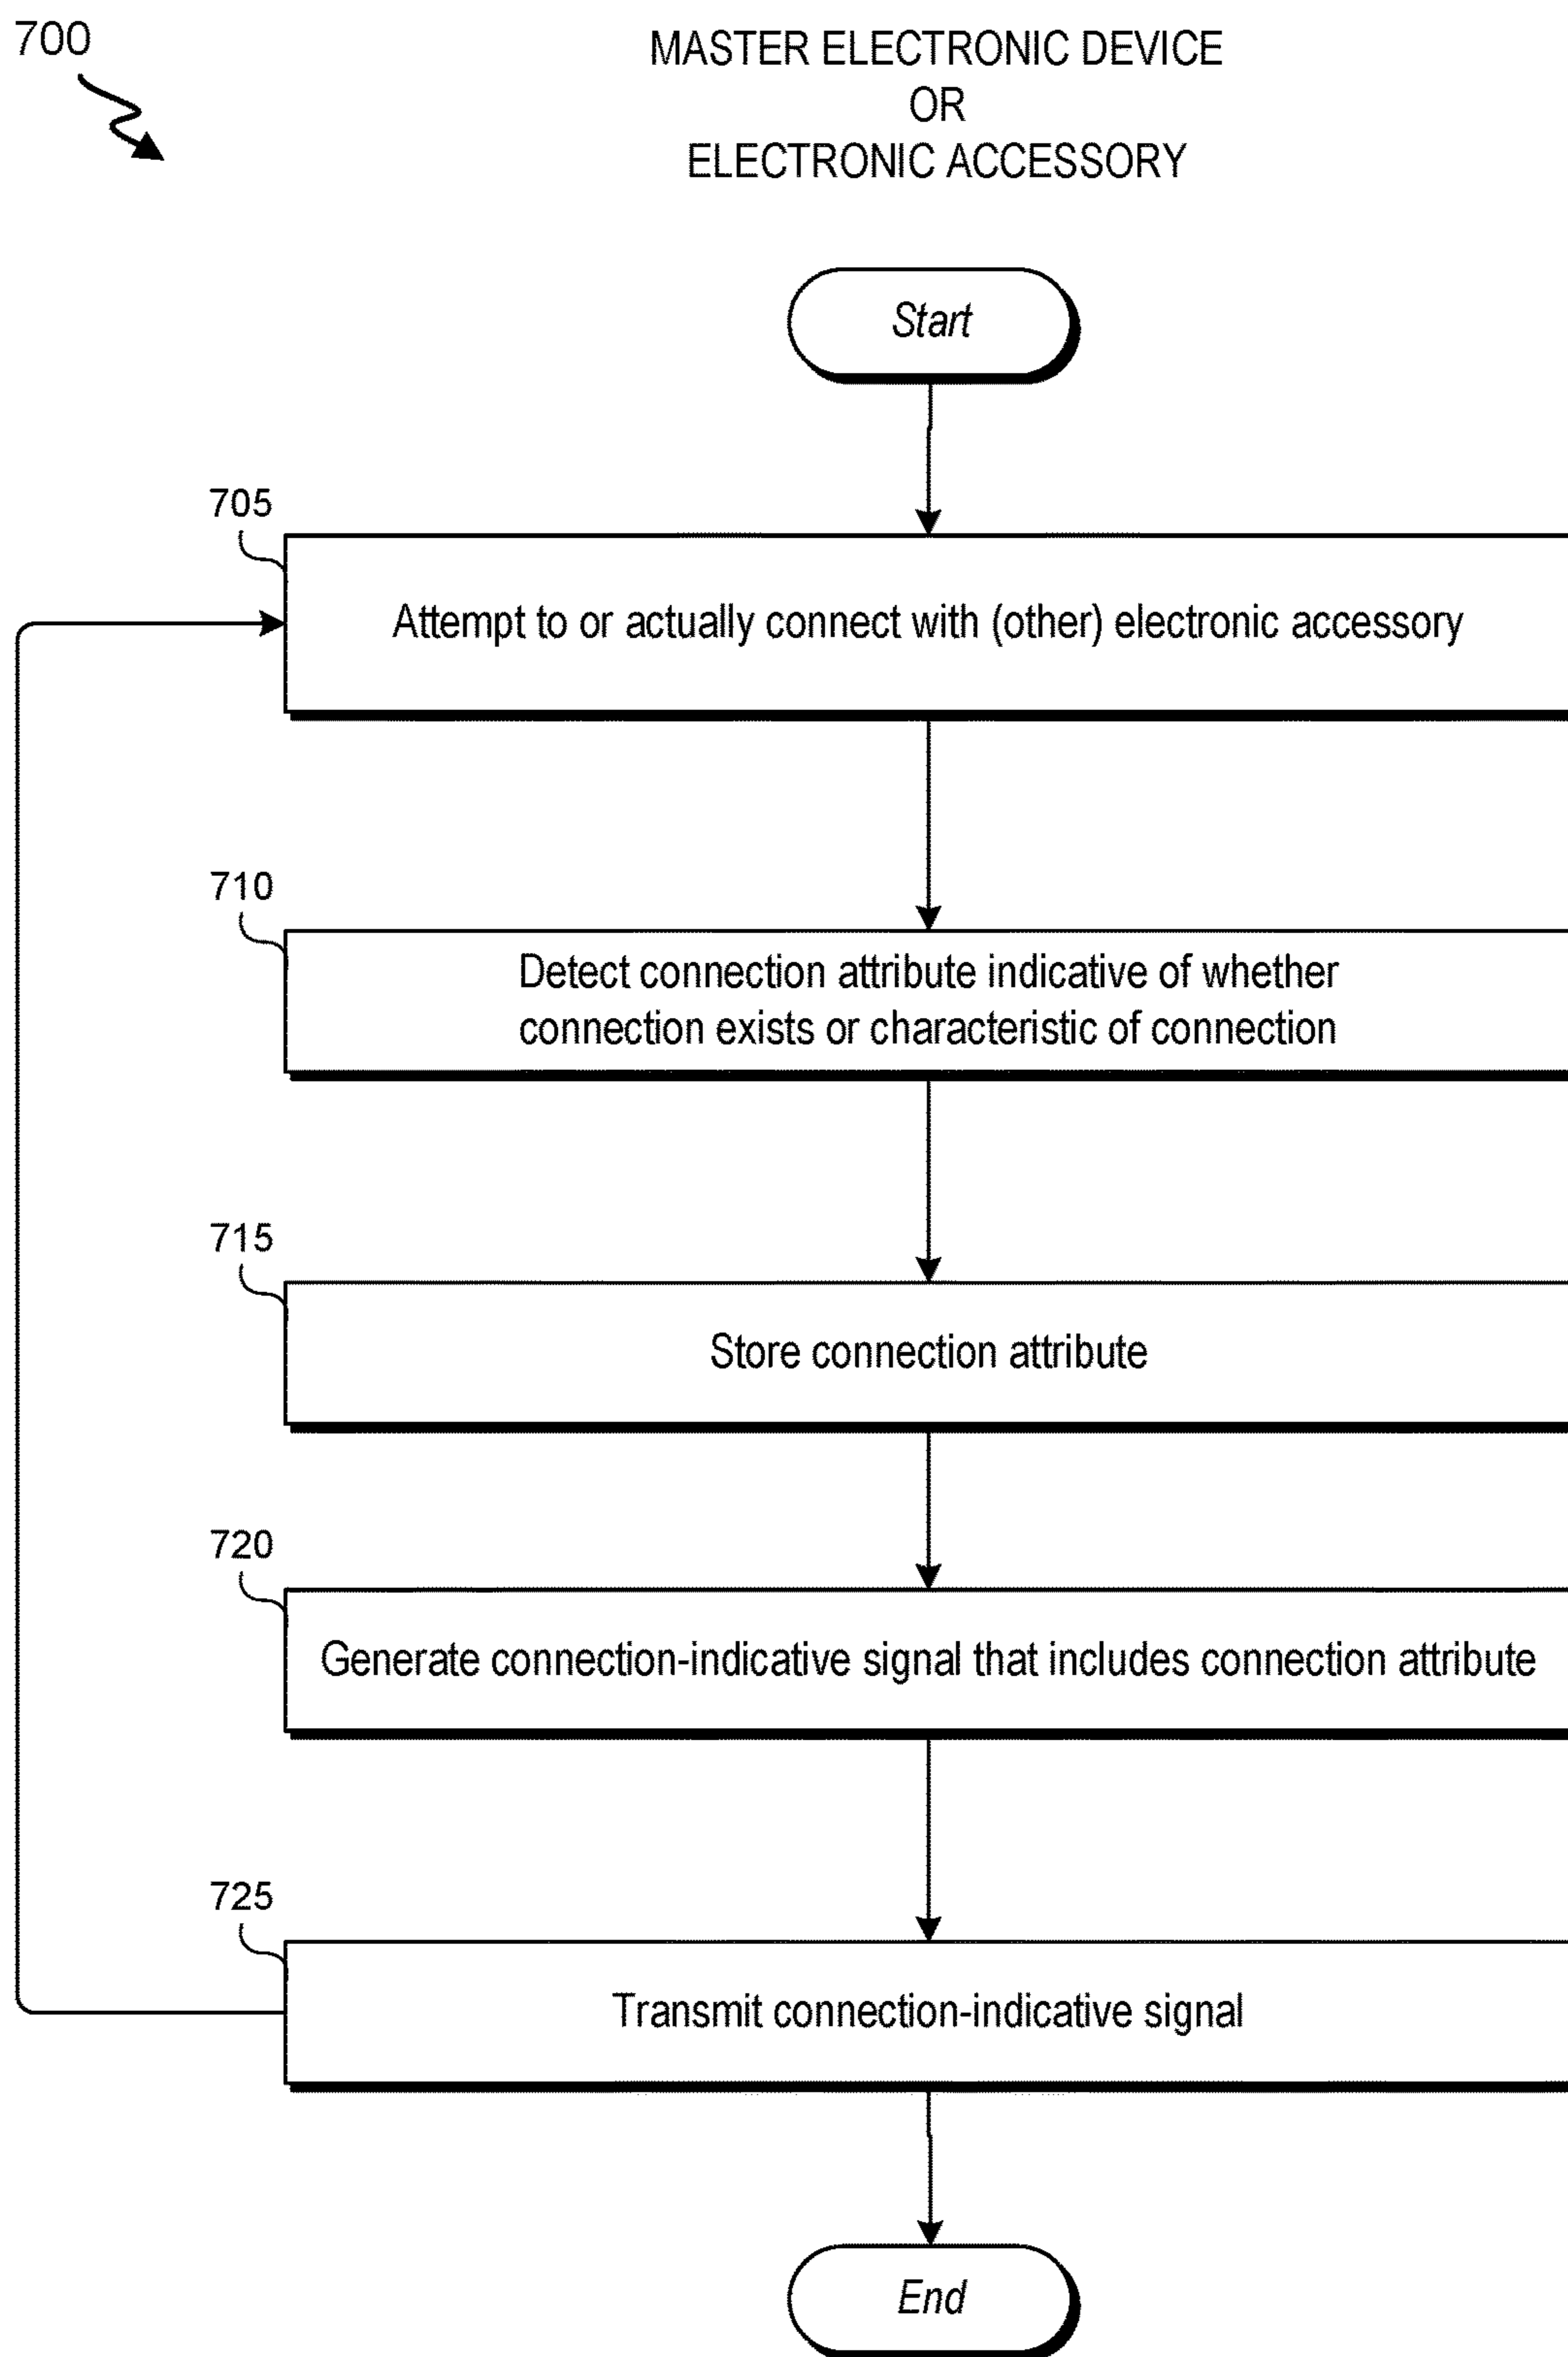 700
MASTER ELECTRONIC DEVICE
OR
ELECTRONIC ACCESSORY
Start
705
Attempt to or actually connect with (other) electronic accessory
710
Detect connection attribute indicative of whether
connection exists or characteristic of connection
715
Store connection attribute
720
Generate connection-indicative signal that includes connection attribute
725
Transmit connection-indicative signal
End